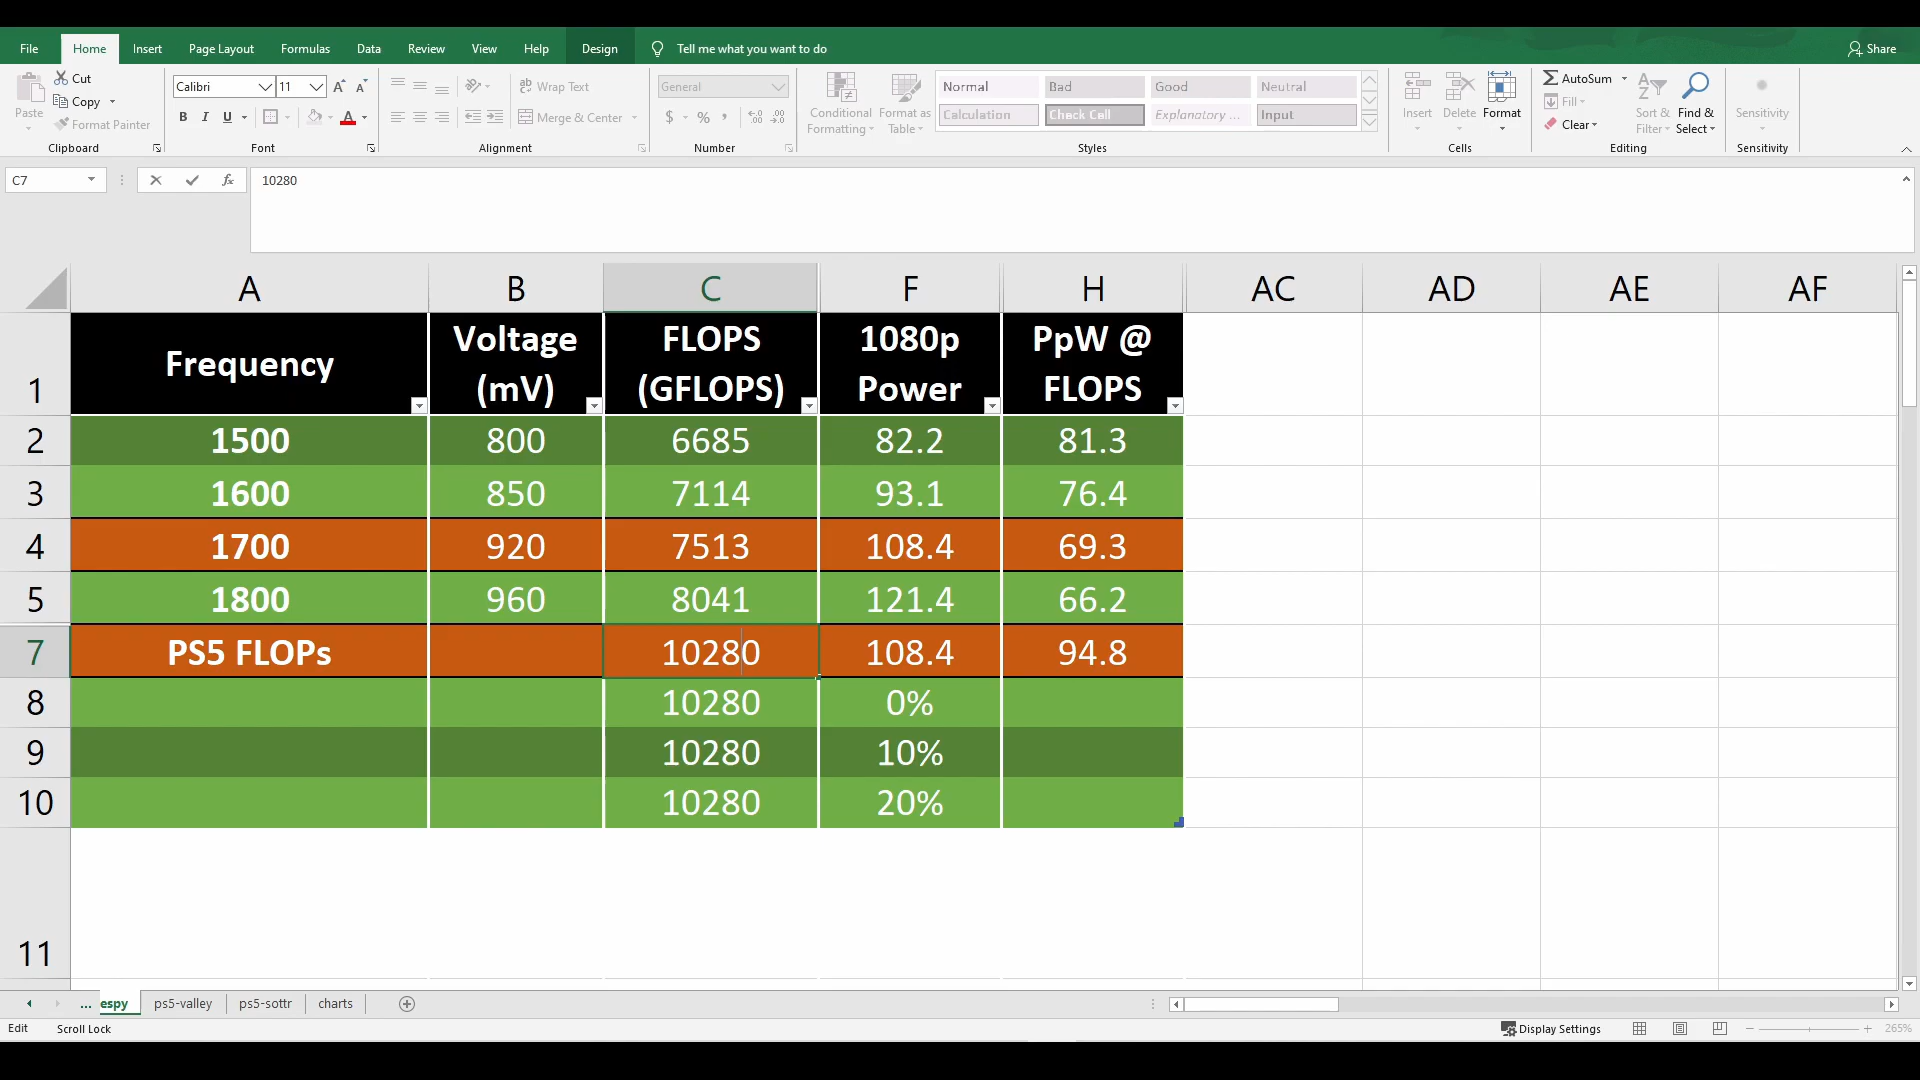 File Home Insert Page Layout Formulas Data Review View Help Design Tell me what you want to do Share
Cut Calibri 11 Wrap Text General Normal Bad Good Neutral AutoSum
Paste Copy Conditional Formatting Format as Table Insert Delete Format Fill Sort & Filter Find & Select Sensitivity
Format Painter B I U Merge & Center $ % , Calculation Check Cell Explanatory ... Input Clear
Clipboard Font Alignment Number Styles Cells Editing Sensitivity
C7 fx 10280
A B C F H AC AD AE AF
1 Frequency Voltage (mV) FLOPS (GFLOPS) 1080p Power PpW @ FLOPS
2 1500 800 6685 82.2 81.3
3 1600 850 7114 93.1 76.4
4 1700 920 7513 108.4 69.3
5 1800 960 8041 121.4 66.2
7 PS5 FLOPs 10280 108.4 94.8
8 10280 0%
9 10280 10%
10 10280 20%
11
... espy ps5-valley ps5-sottr charts
Edit Scroll Lock Display Settings 265%